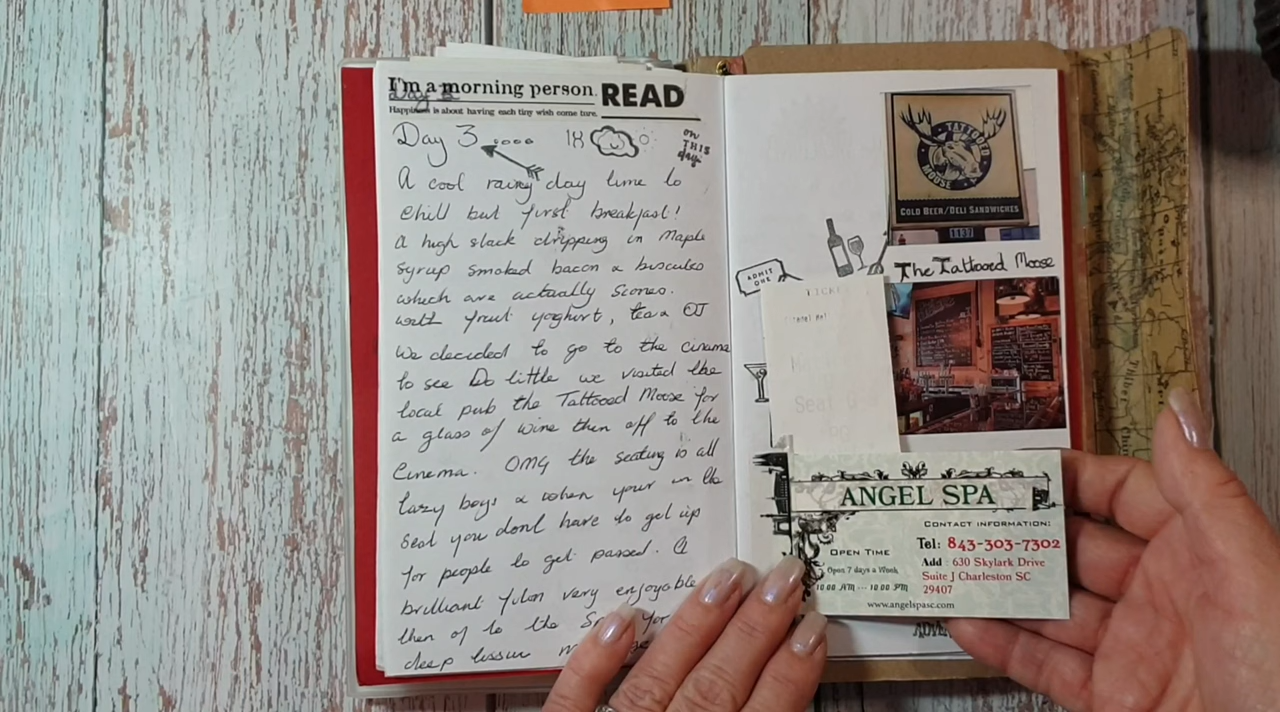 I'm a morning person. READ
Happiness is about having each tiny wish come ture.
Day 3
on THIS day
A cool rainy day time to
Chill but first breakfast!
A high stack dripping in Maple
syrup smoked bacon & biscuits
which are actually scones.
with fruit yoghurt, tea & OJ
We decided to go to the cinema
to see Do little we visited the
local pub the Tattooed Moose for
a glass of wine then off to the
Cinema. OMG the seating is all
lazy boys & when your in the
seat you dont have to get up
for people to get passed. A
brilliant film very enjoyable
then of to the for
deep
TATTOOED MOOSE
COLD BEER/DELI SANDWICHES
1137
The Tattooed Moose
ADMIT ONE
TICKET
Seat
ANGEL SPA
CONTACT INFORMATION:
Tel: 843-303-7302
Add : 630 Skylark Drive
Suite J Charleston SC
29407
OPEN TIME
Open 7 days a Week
10:00 AM --- 10:00 PM
www.angelspasc.com